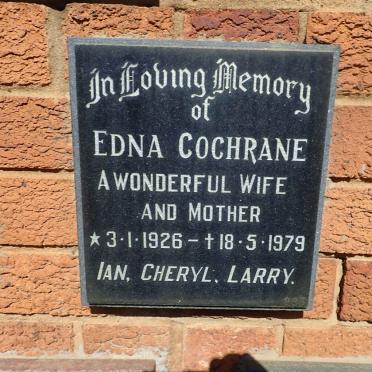 In Loving Memory
of
EDNA COCHRANE
A WONDERFUL WIFE
AND MOTHER
★ 3·1·1926 – † 18·5·1979
IAN, CHERYL, LARRY.